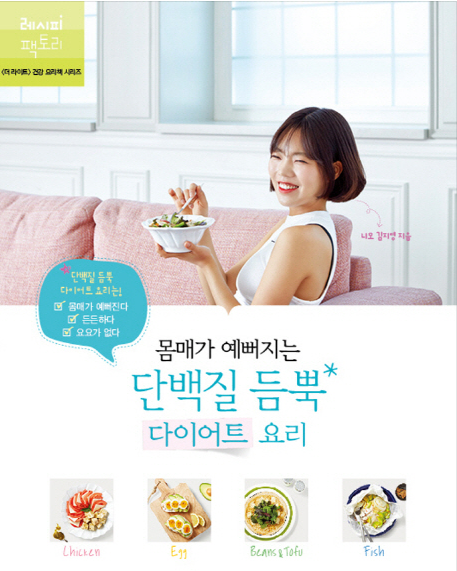 레시피
팩토리
<더 라이트> 건강 요리책 시리즈
나오 김지영 지음
*단백질 듬뿍
다이어트 요리는!
몸매가 예뻐진다
든든하다
요요가 없다
몸매가 예뻐지는
단백질 듬뿍*
다이어트 요리
Chicken
Egg
Beans & Tofu
Fish